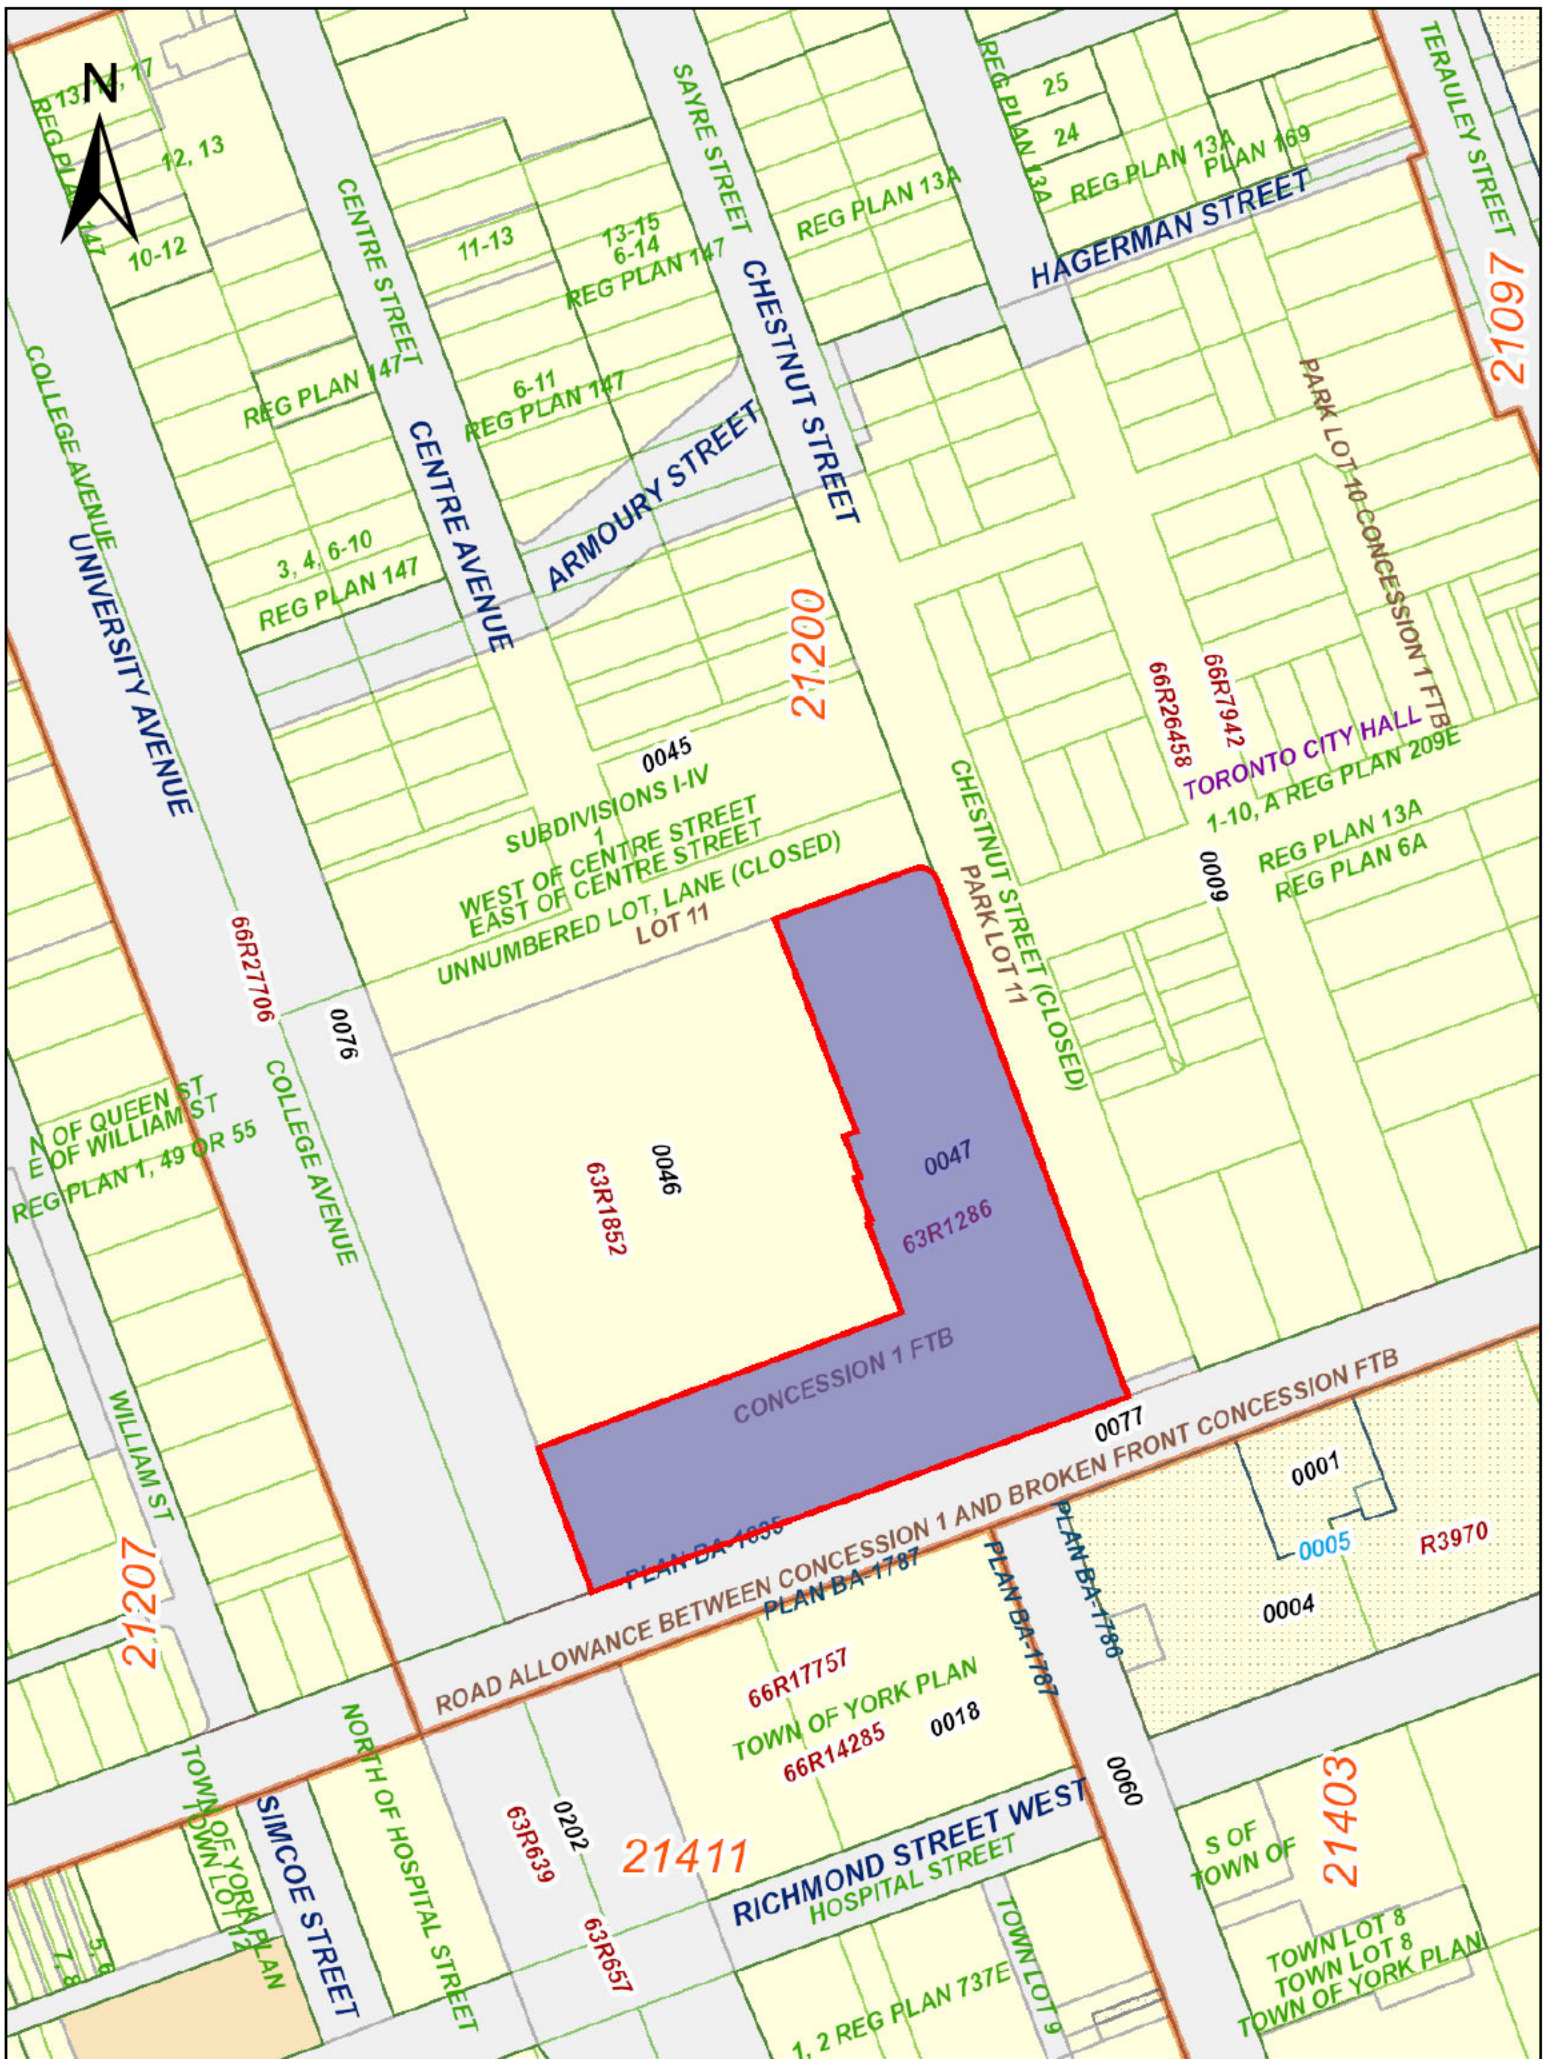 N
13, 14, 17
REG PLAN 147
12, 13
10-12
CENTRE STREET
11-13
13-15
6-14
REG PLAN 147
SAYRE STREET
REG PLAN 13A
REG PLAN 13A
25
24
REG PLAN 13A
PLAN 169
TERAULEY STREET
HAGERMAN STREET
21097
COLLEGE AVENUE
REG PLAN 147
6-11
REG PLAN 147
CHESTNUT STREET
PARK LOT 10 CONCESSION 1 FTB
UNIVERSITY AVENUE
CENTRE AVENUE
ARMOURY STREET
3, 4, 6-10
REG PLAN 147
21200
66R26458
66R7942
TORONTO CITY HALL
1-10, A REG PLAN 209E
REG PLAN 13A
REG PLAN 6A
0009
0045
SUBDIVISIONS I-IV
1
WEST OF CENTRE STREET
EAST OF CENTRE STREET
UNNUMBERED LOT, LANE (CLOSED)
LOT 11
CHESTNUT STREET (CLOSED)
PARK LOT 11
66R27706
0076
COLLEGE AVENUE
N OF QUEEN ST
E OF WILLIAM ST
REG PLAN 1, 49 OR 55
0046
63R1852
0047
63R1286
CONCESSION 1 FTB
WILLIAM ST
21207
PLAN BA-1835
0077
ROAD ALLOWANCE BETWEEN CONCESSION 1 AND BROKEN FRONT CONCESSION FTB
PLAN BA-1787
PLAN BA-1787
PLAN BA-1786
0001
0005
R3970
0004
66R17757
TOWN OF YORK PLAN
66R14285
0018
0060
NORTH OF HOSPITAL STREET
TOWN OF YORK PLAN
TOWN LOT 12
SIMCOE STREET
0202
63R639
21411
RICHMOND STREET WEST
HOSPITAL STREET
21403
S OF
TOWN OF
63R657
5, 6
7, 8
TOWN LOT 9
1, 2 REG PLAN 737E
TOWN LOT 8
TOWN LOT 8
TOWN OF YORK PLAN